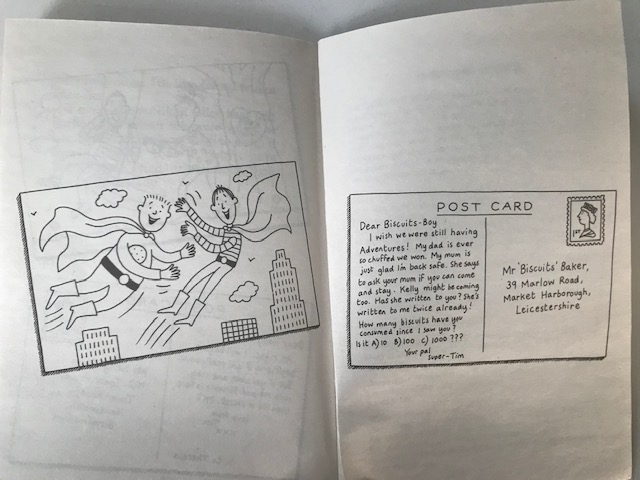 POST CARD
Dear Biscuits-Boy
I wish we were still having
Adventures! My dad is ever
so chuffed we won. My mum is
just glad I'm back safe. She says
to ask your mum if you can come
and stay. Kelly might be coming
too. Has she written to you? She's
written to me twice already!
How many biscuits have you
consumed since I saw you?
Is it A) 10 B) 100 C) 1000 ???
Your pal
Super-Tim
1st
Mr 'Biscuits' Baker,
39 Marlow Road,
Market Harborough,
Leicestershire